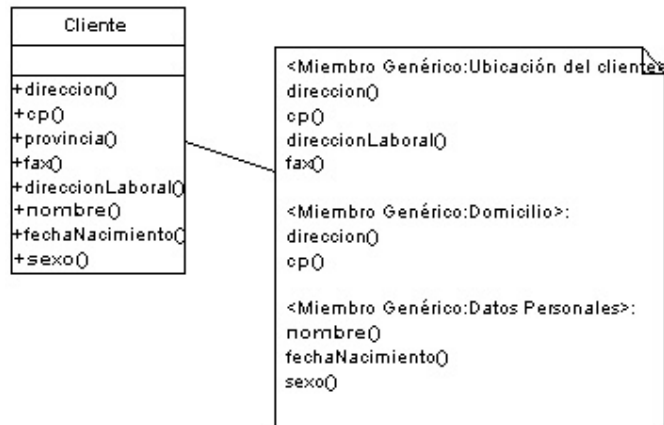 Cliente
+direccion()
+cp()
+provincia()
+fax()
+direccionLaboral()
+nombre()
+fechaNacimiento()
+sexo()
<Miembro Genérico:Ubicación del cliente
direccion()
cp()
direccionLaboral()
fax()
<Miembro Genérico:Domicilio>:
direccion()
cp()
<Miembro Genérico:Datos Personales>:
nombre()
fechaNacimiento()
sexo()